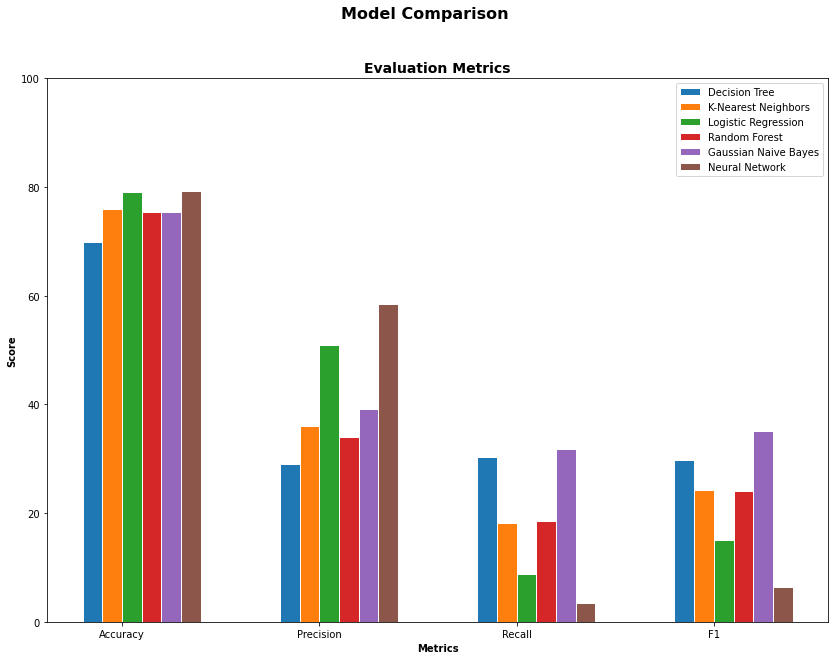 Model Comparison
Evaluation Metrics
100
80
60
40
20
0
Score
Decision Tree
K-Nearest Neighbors
Logistic Regression
Random Forest
Gaussian Naive Bayes
Neural Network
Accuracy
Precision
Recall
F1
Metrics